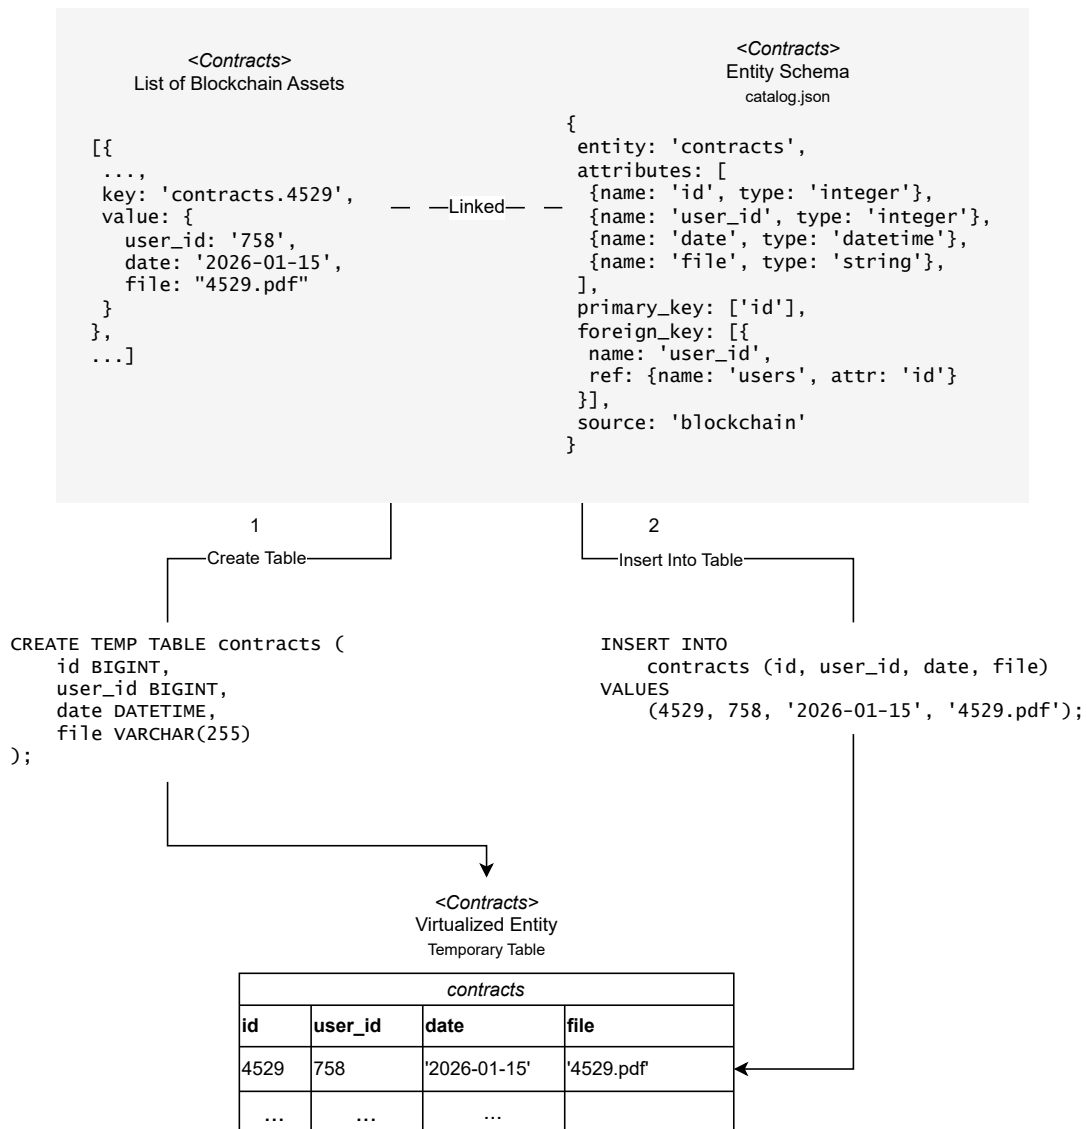 <Contracts>
List of Blockchain Assets
[{
...,
key: 'contracts.4529',
value: {
user_id: '758',
date: '2026-01-15',
file: "4529.pdf"
}
},
...]
Linked
<Contracts>
Entity Schema
catalog.json
{
entity: 'contracts',
attributes: [
{name: 'id', type: 'integer'},
{name: 'user_id', type: 'integer'},
{name: 'date', type: 'datetime'},
{name: 'file', type: 'string'},
],
primary_key: ['id'],
foreign_key: [{
name: 'user_id',
ref: {name: 'users', attr: 'id'}
}],
source: 'blockchain'
}
1
Create Table
2
Insert Into Table
CREATE TEMP TABLE contracts (
id BIGINT,
user_id BIGINT,
date DATETIME,
file VARCHAR(255)
);
INSERT INTO
contracts (id, user_id, date, file)
VALUES
(4529, 758, '2026-01-15', '4529.pdf');
<Contracts>
Virtualized Entity
Temporary Table
contracts
id user_id date file
4529 758 '2026-01-15' '4529.pdf'
... ... ...